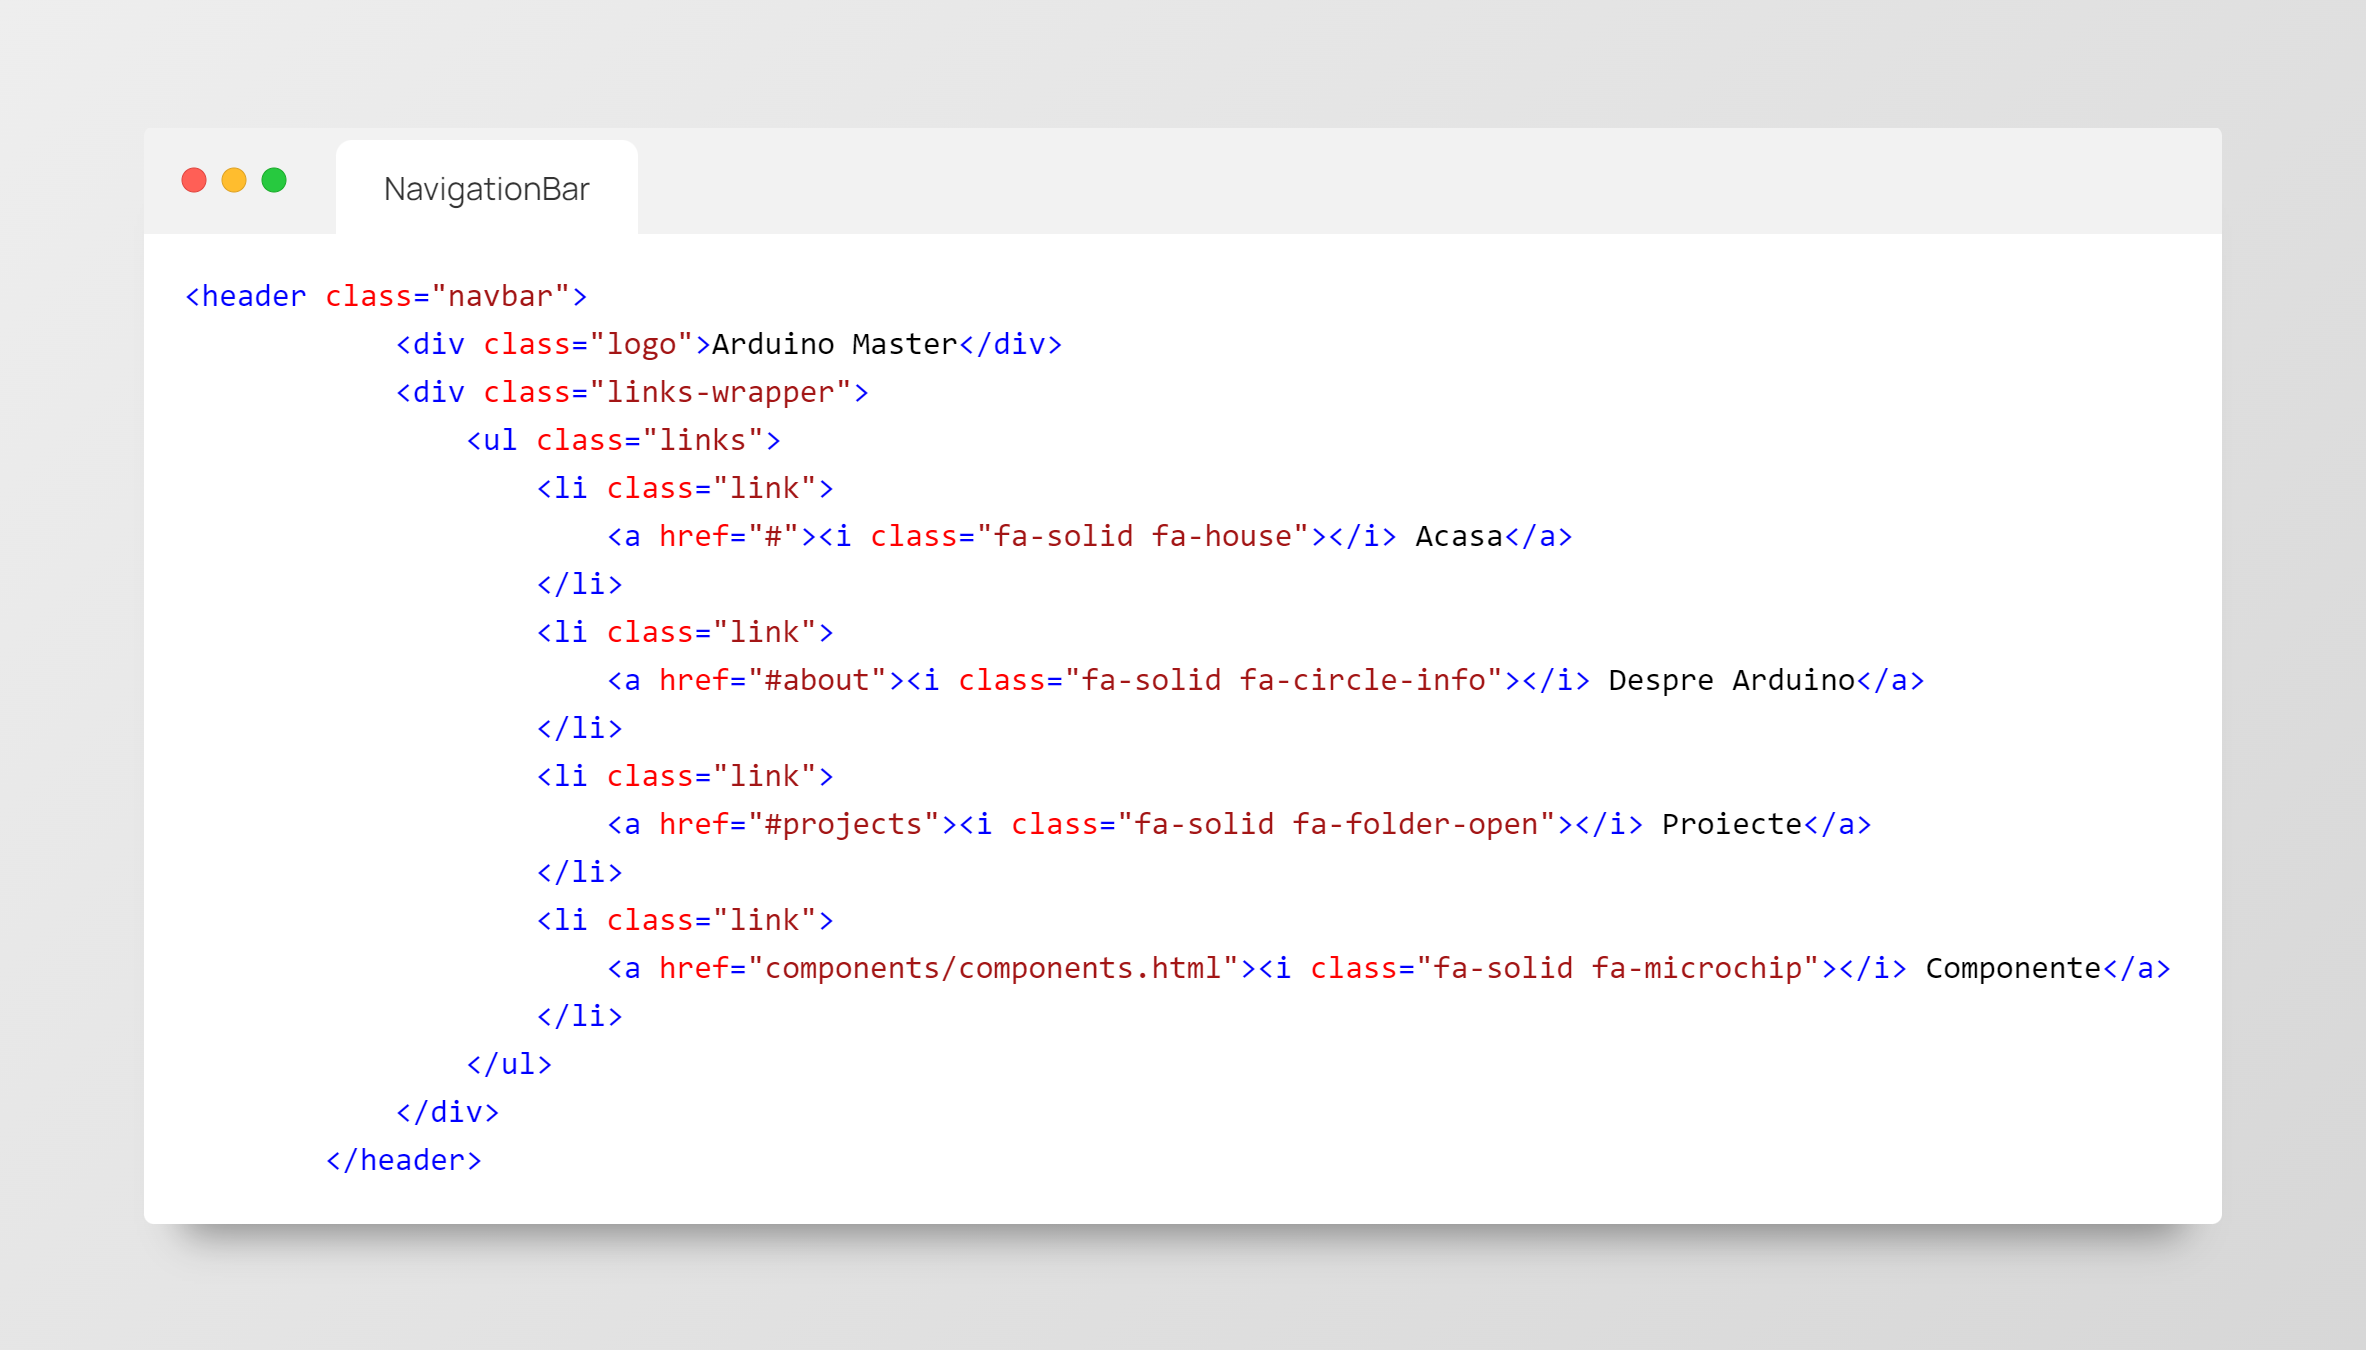 NavigationBar
<header class="navbar">
<div class="logo">Arduino Master</div>
<div class="links-wrapper">
<ul class="links">
<li class="link">
<a href="#"><i class="fa-solid fa-house"></i> Acasa</a>
</li>
<li class="link">
<a href="#about"><i class="fa-solid fa-circle-info"></i> Despre Arduino</a>
</li>
<li class="link">
<a href="#projects"><i class="fa-solid fa-folder-open"></i> Proiecte</a>
</li>
<li class="link">
<a href="components/components.html"><i class="fa-solid fa-microchip"></i> Componente</a>
</li>
</ul>
</div>
</header>